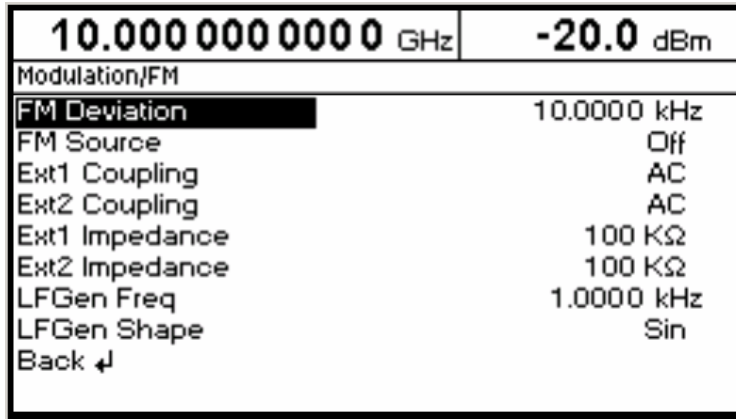 10.000 000 000 0 GHz -20.0 dBm
Modulation/FM
FM Deviation 10.0000 kHz
FM Source Off
Ext1 Coupling AC
Ext2 Coupling AC
Ext1 Impedance 100 KΩ
Ext2 Impedance 100 KΩ
LFGen Freq 1.0000 kHz
LFGen Shape Sin
Back ↲